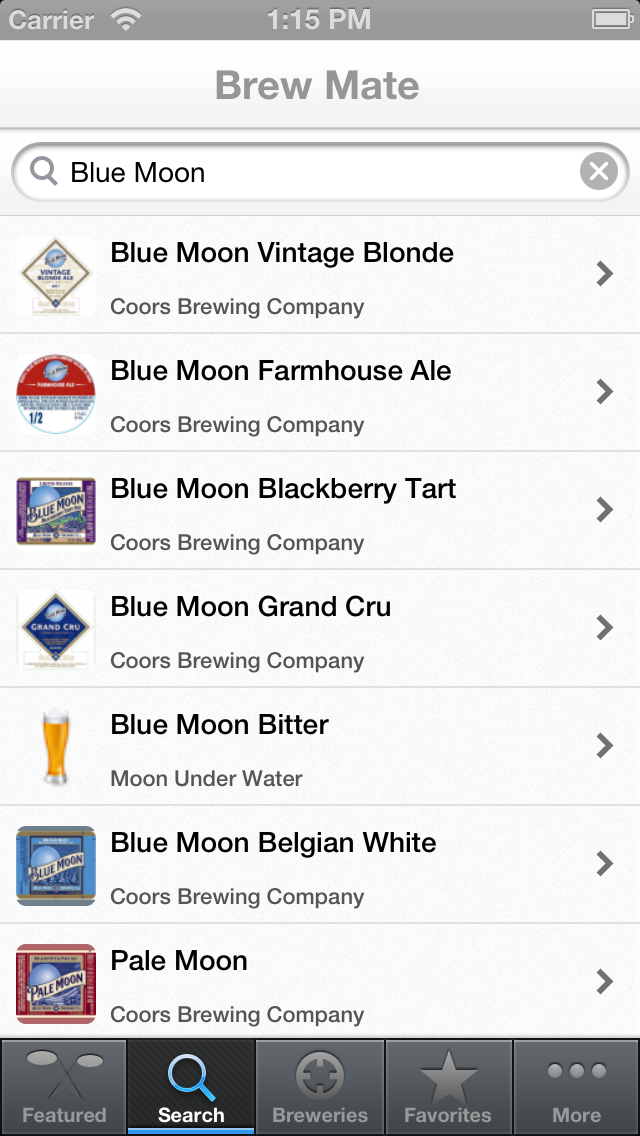 Carrier 1:15 PM
Brew Mate
Blue Moon
VINTAGE
BLONDE ALE
Blue Moon Vintage Blonde
Coors Brewing Company
FARMHOUSE ALE
1/2
Blue Moon Farmhouse Ale
Coors Brewing Company
BLUE MOON
Blue Moon Blackberry Tart
Coors Brewing Company
GRAND CRU
Blue Moon Grand Cru
Coors Brewing Company
Blue Moon Bitter
Moon Under Water
BLUE MOON
Blue Moon Belgian White
Coors Brewing Company
PALE MOON
Pale Moon
Coors Brewing Company
Featured Search Breweries Favorites More